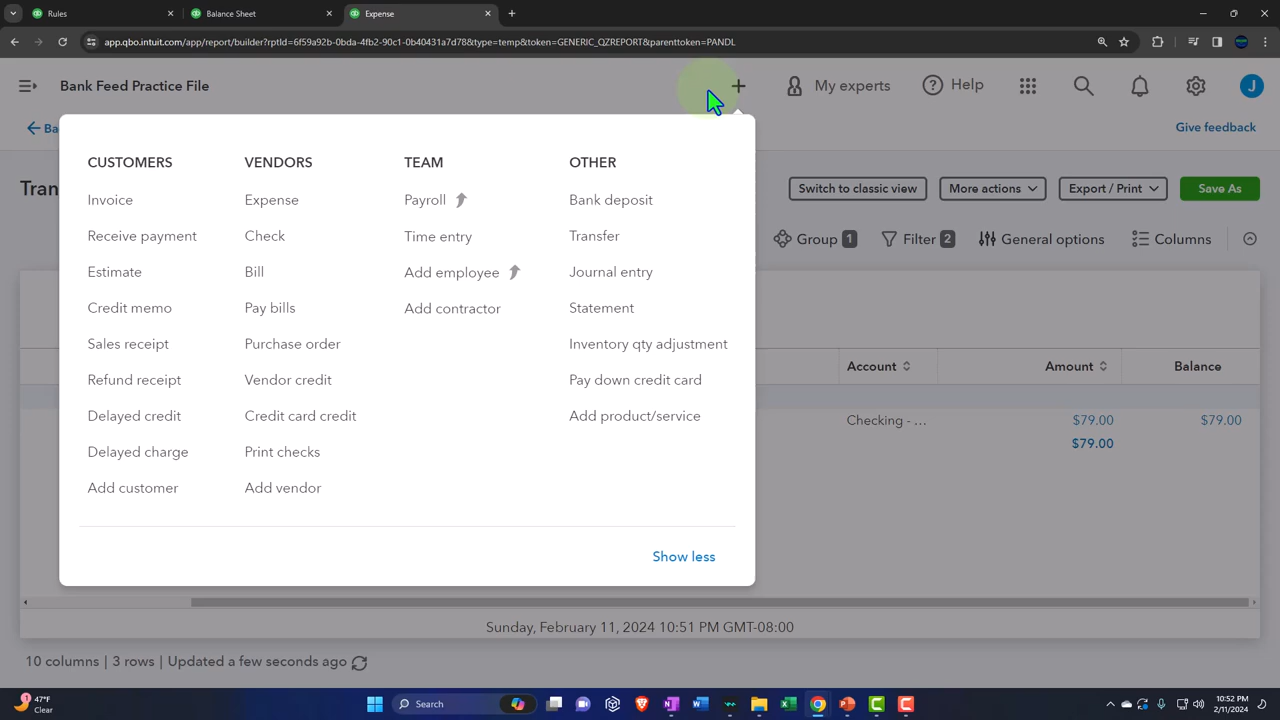 Rules
Balance Sheet
Expense
app.qbo.intuit.com/app/report/builder?rptId=6f59a92b-0bda-4fb2-90c1-0b40431a7d78&type=temp&token=GENERIC_QZREPORT&parenttoken=PANDL
Bank Feed Practice File
My experts
Help
J
Ba
Give feedback
Tran
Switch to classic view
More actions
Export / Print
Save As
Group 1
Filter 2
General options
Columns
CUSTOMERS
Invoice
Receive payment
Estimate
Credit memo
Sales receipt
Refund receipt
Delayed credit
Delayed charge
Add customer
VENDORS
Expense
Check
Bill
Pay bills
Purchase order
Vendor credit
Credit card credit
Print checks
Add vendor
TEAM
Payroll
Time entry
Add employee
Add contractor
OTHER
Bank deposit
Transfer
Journal entry
Statement
Inventory qty adjustment
Pay down credit card
Add product/service
Show less
Account Amount Balance
Checking - ... $79.00 $79.00
$79.00
Sunday, February 11, 2024 10:51 PM GMT-08:00
10 columns | 3 rows | Updated a few seconds ago
47°F
Clear
Search
10:52 PM
2/11/2024